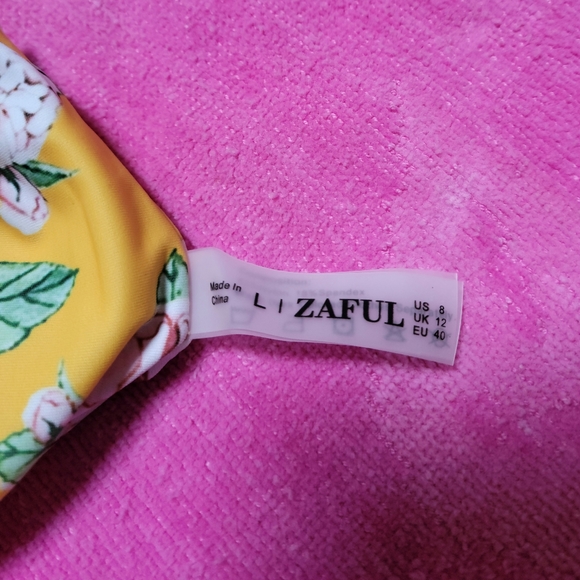 Made In
China
L | ZAFUL
US 8
UK 12
EU 40